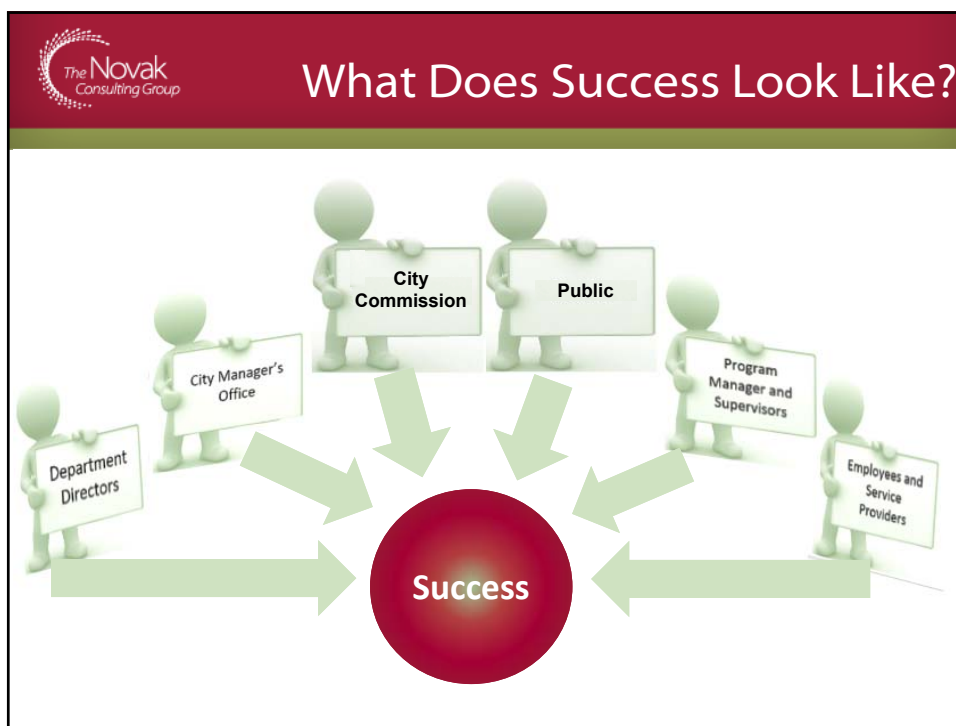 The Novak
Consulting Group
What Does Success Look Like?
City
Commission
Public
City Manager's
Office
Program
Manager and
Supervisors
Department
Directors
Employees and
Service
Providers
Success